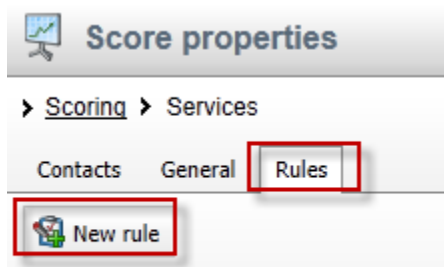 Score properties
> Scoring > Services
Contacts General Rules
New rule